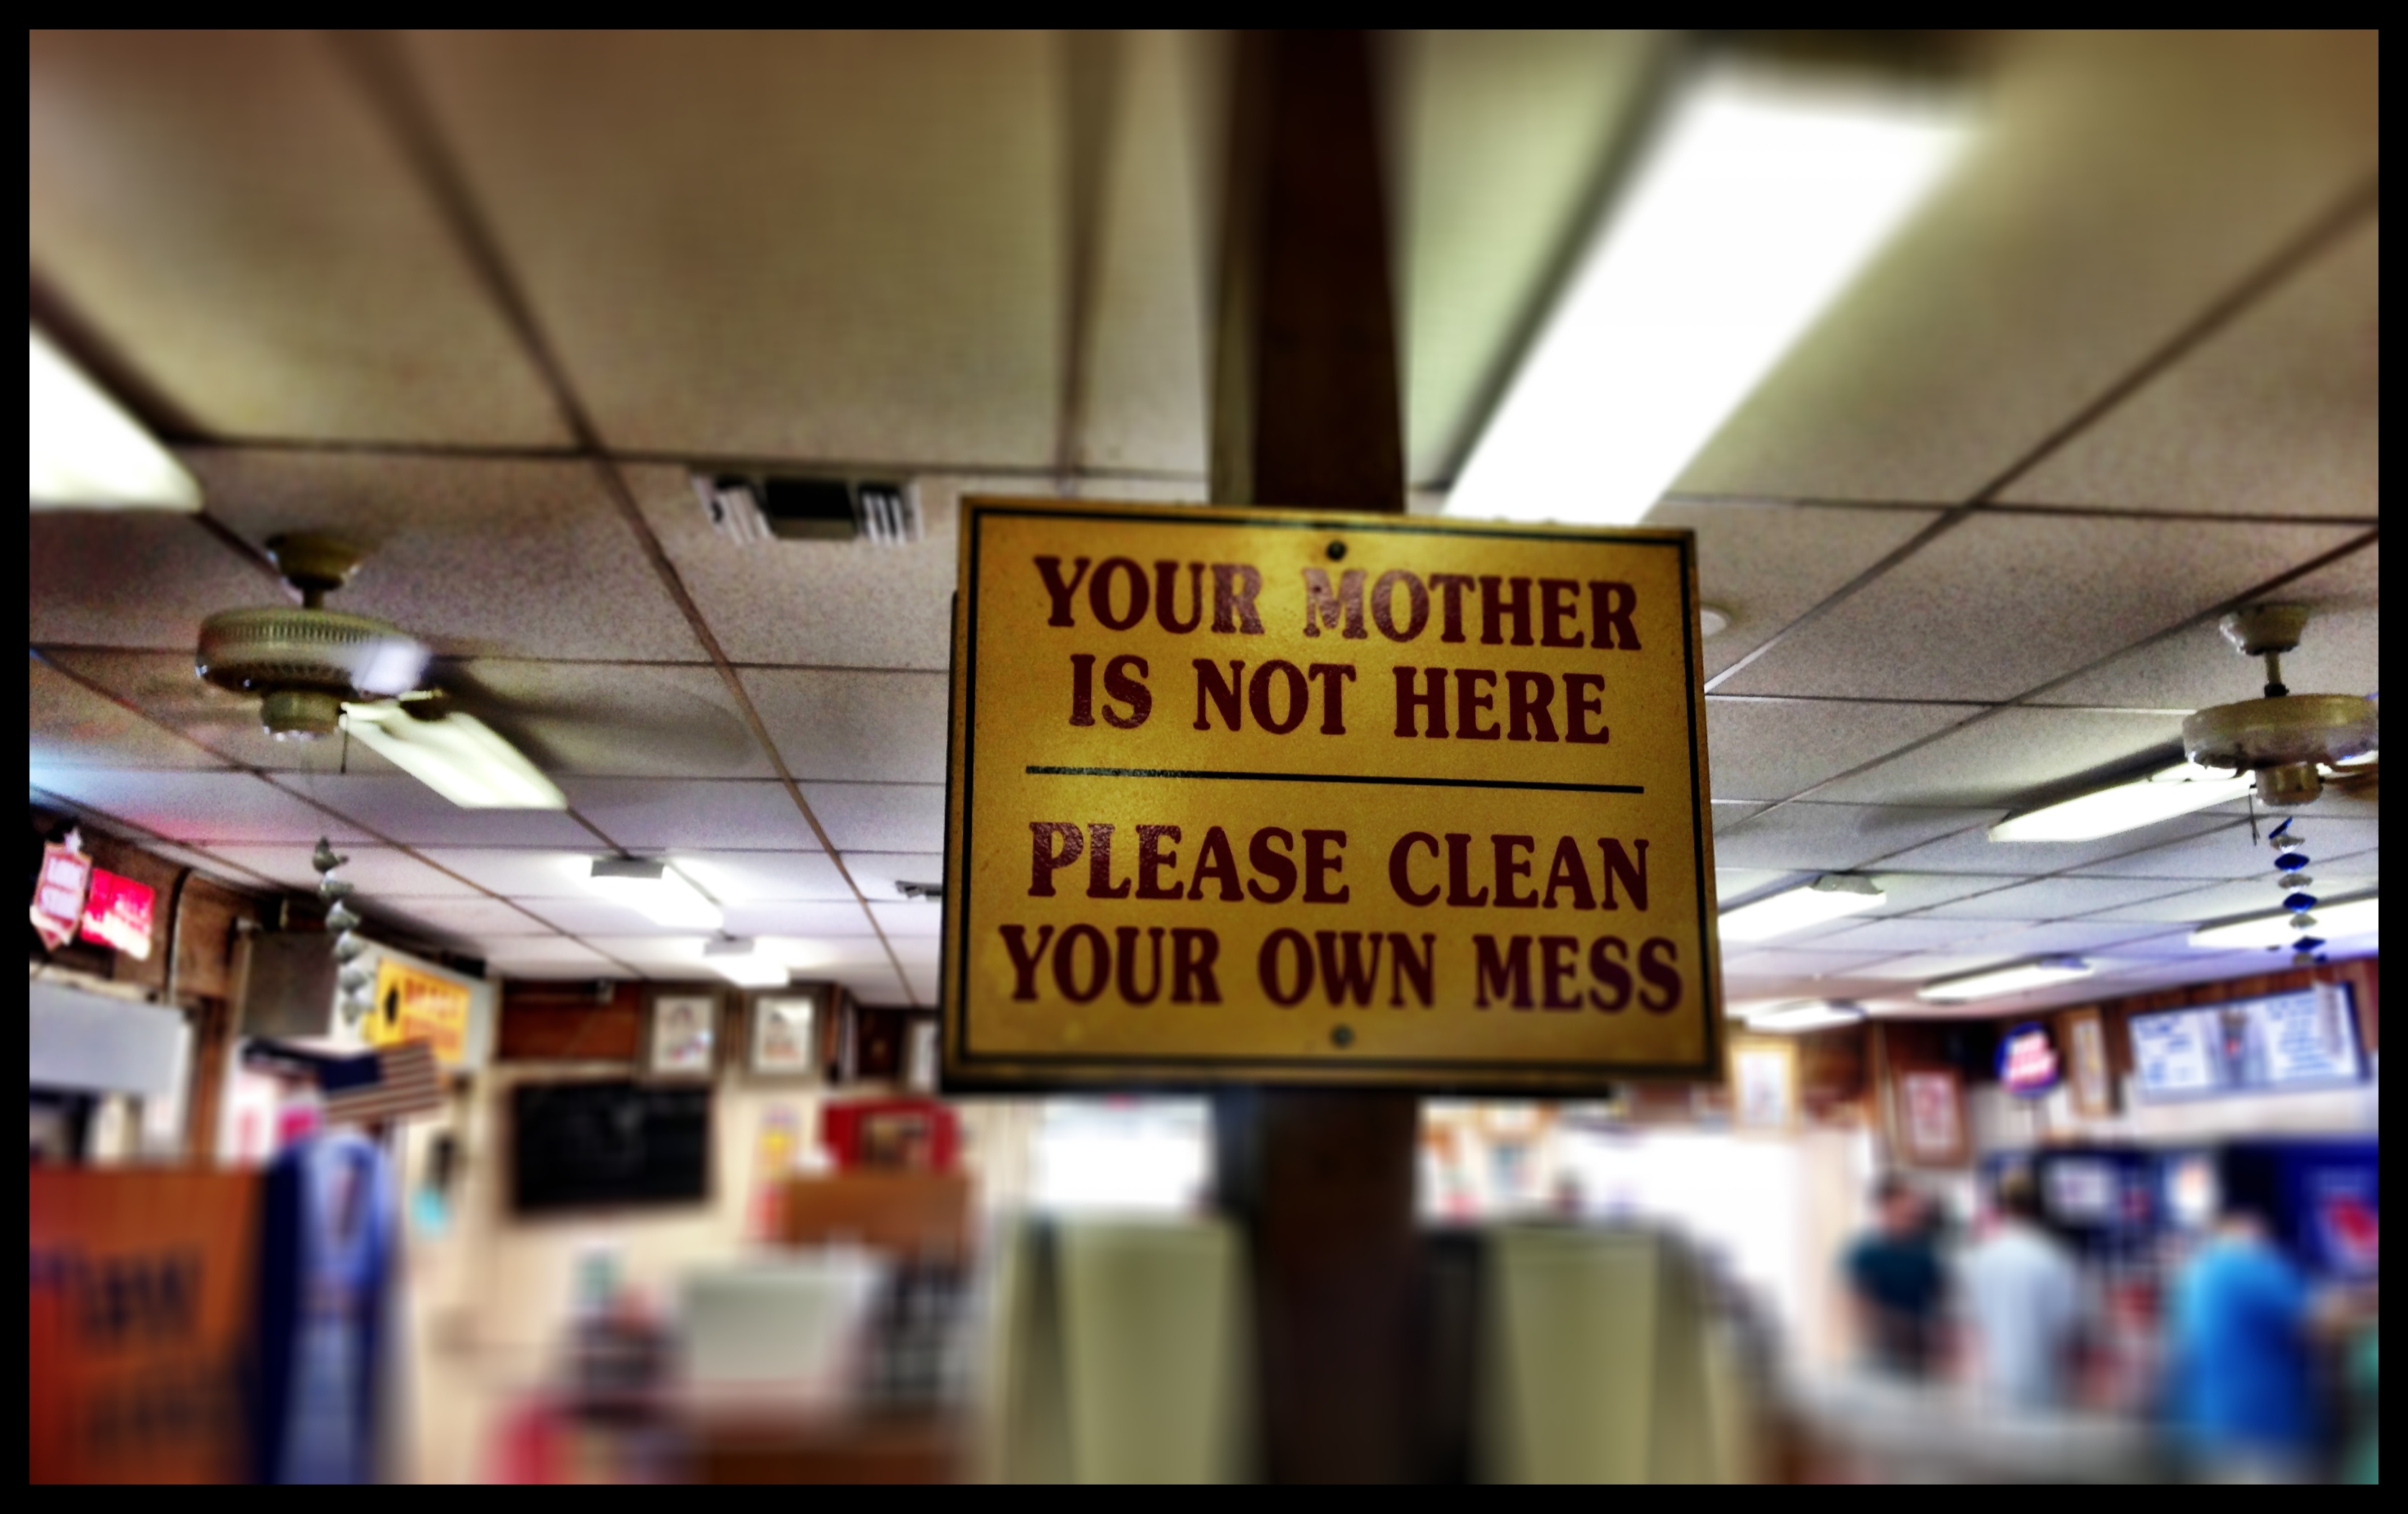 YOUR MOTHER
IS NOT HERE
PLEASE CLEAN
YOUR OWN MESS